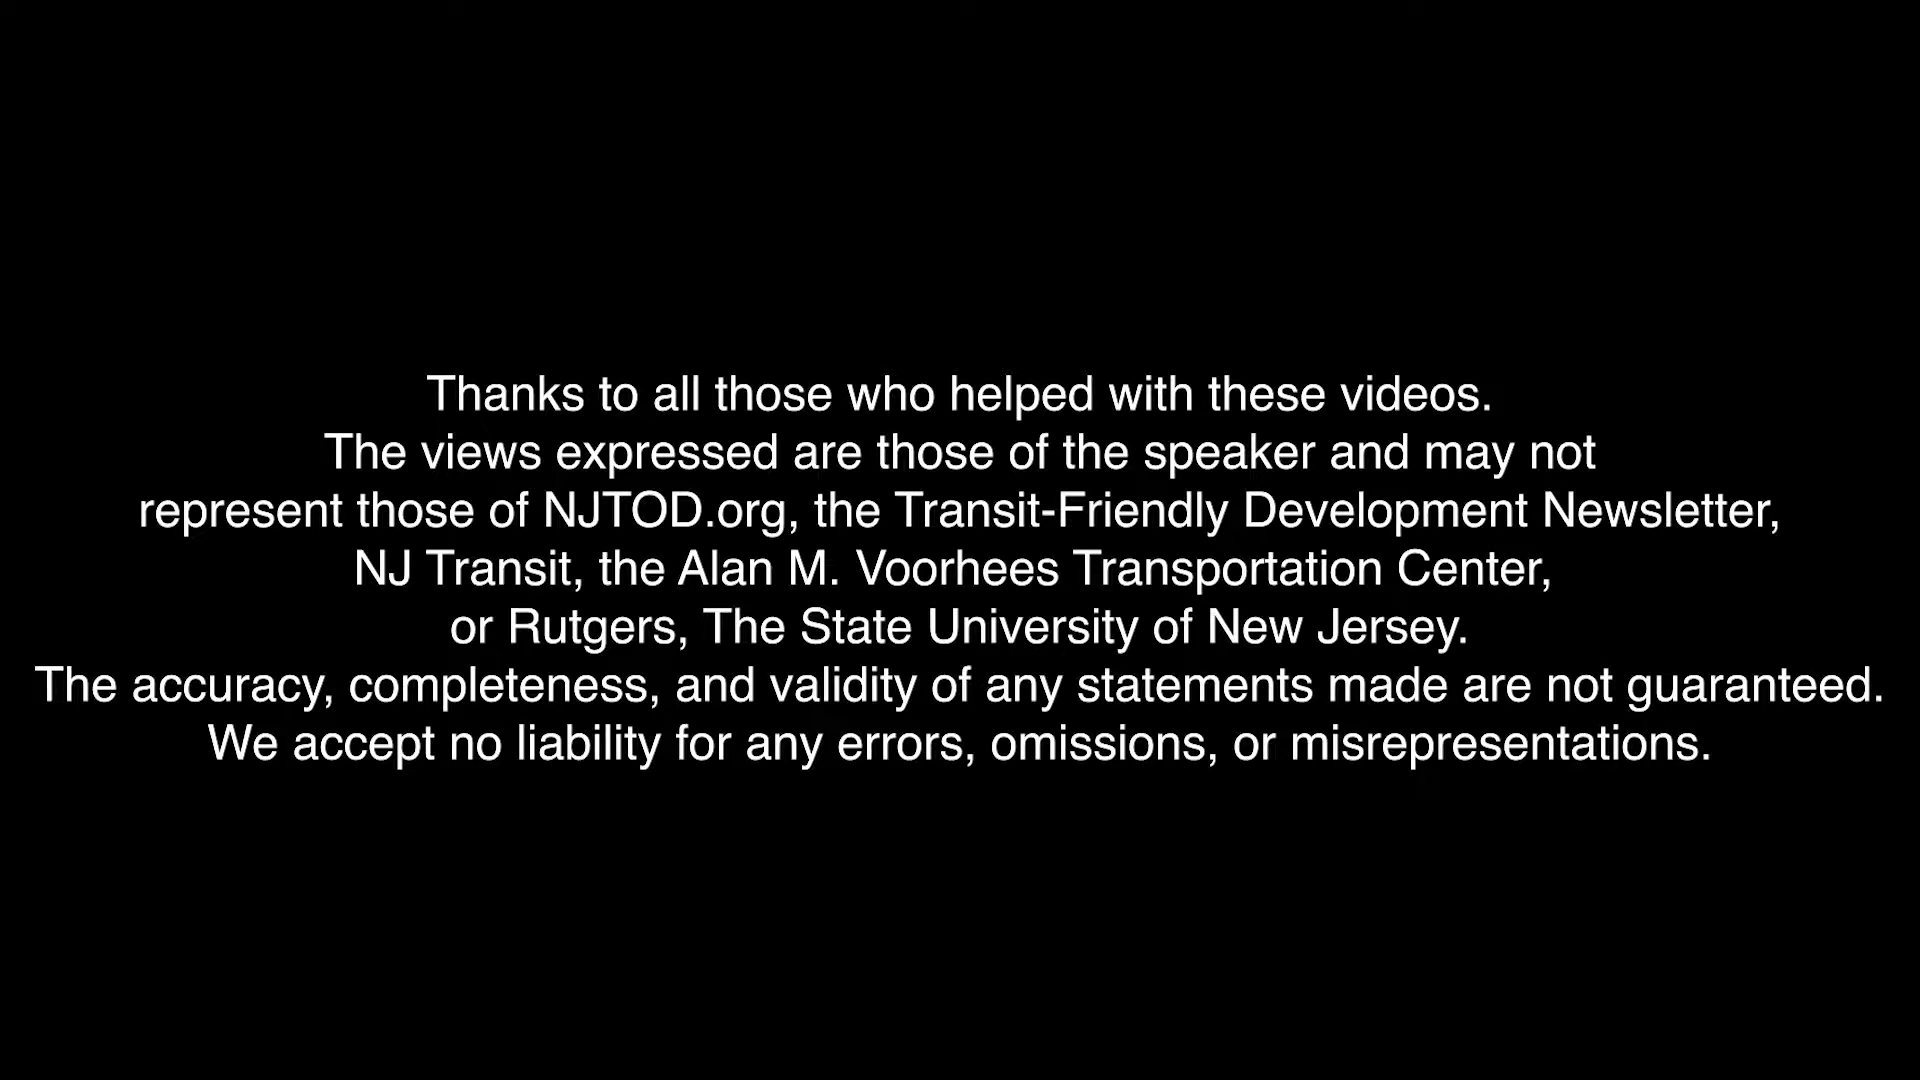 Thanks to all those who helped with these videos.
The views expressed are those of the speaker and may not
represent those of NJTOD.org, the Transit-Friendly Development Newsletter,
NJ Transit, the Alan M. Voorhees Transportation Center,
or Rutgers, The State University of New Jersey.
The accuracy, completeness, and validity of any statements made are not guaranteed.
We accept no liability for any errors, omissions, or misrepresentations.